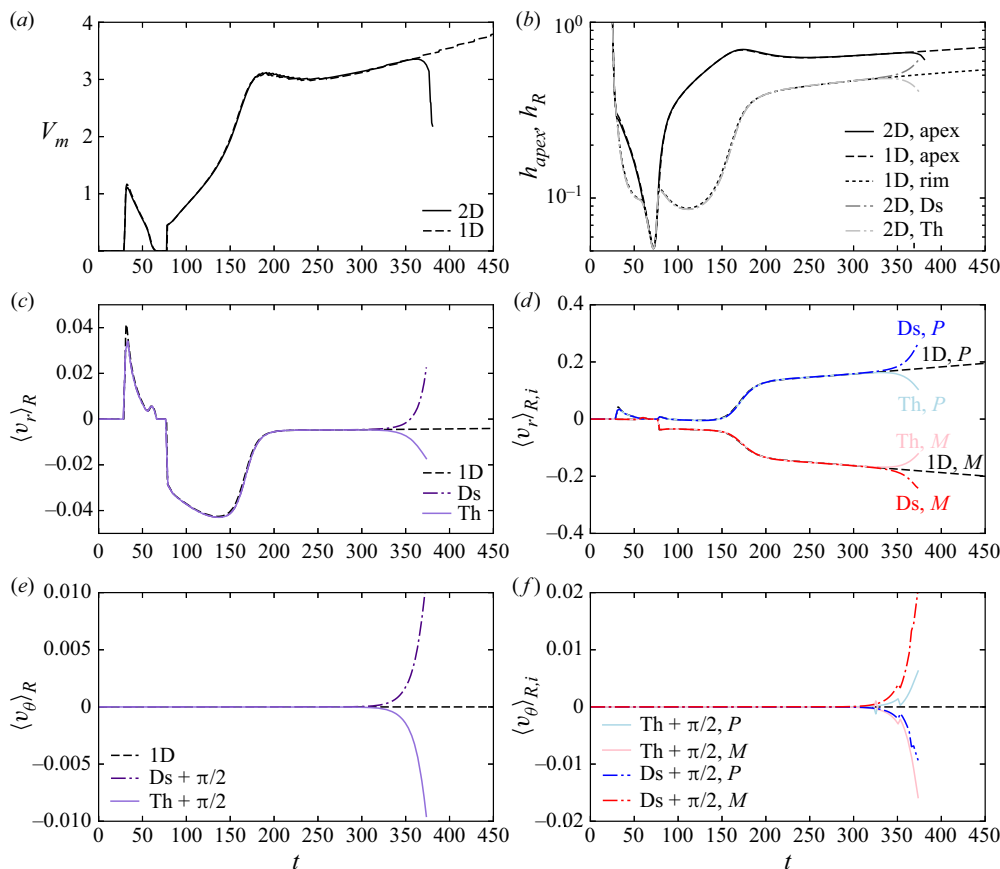 (a)
4
3
V_m
2
1
2D
1D
0 50 100 150 200 250 300 350 400 450
(b)
10^0
h_apex, h_R
10^–1
2D, apex
1D, apex
1D, rim
2D, Ds
2D, Th
0 50 100 150 200 250 300 350 400 450
(c)
0.04
0.02
⟨v_r⟩_R
0
–0.02
–0.04
1D
Ds
Th
0 50 100 150 200 250 300 350 400 450
(d)
0.4
0.2
⟨v_r⟩_R,i
0
–0.2
–0.4
Ds, P
1D, P
Th, P
Th, M
1D, M
Ds, M
0 50 100 150 200 250 300 350 400 450
(e)
0.010
0.005
⟨v_θ⟩_R
0
–0.005
–0.010
1D
Ds + π/2
Th + π/2
0 50 100 150 200 250 300 350 400 450
t
(f)
0.02
0.01
⟨v_θ⟩_R,i
0
–0.01
–0.02
Th + π/2, P
Th + π/2, M
Ds + π/2, P
Ds + π/2, M
0 50 100 150 200 250 300 350 400 450
t